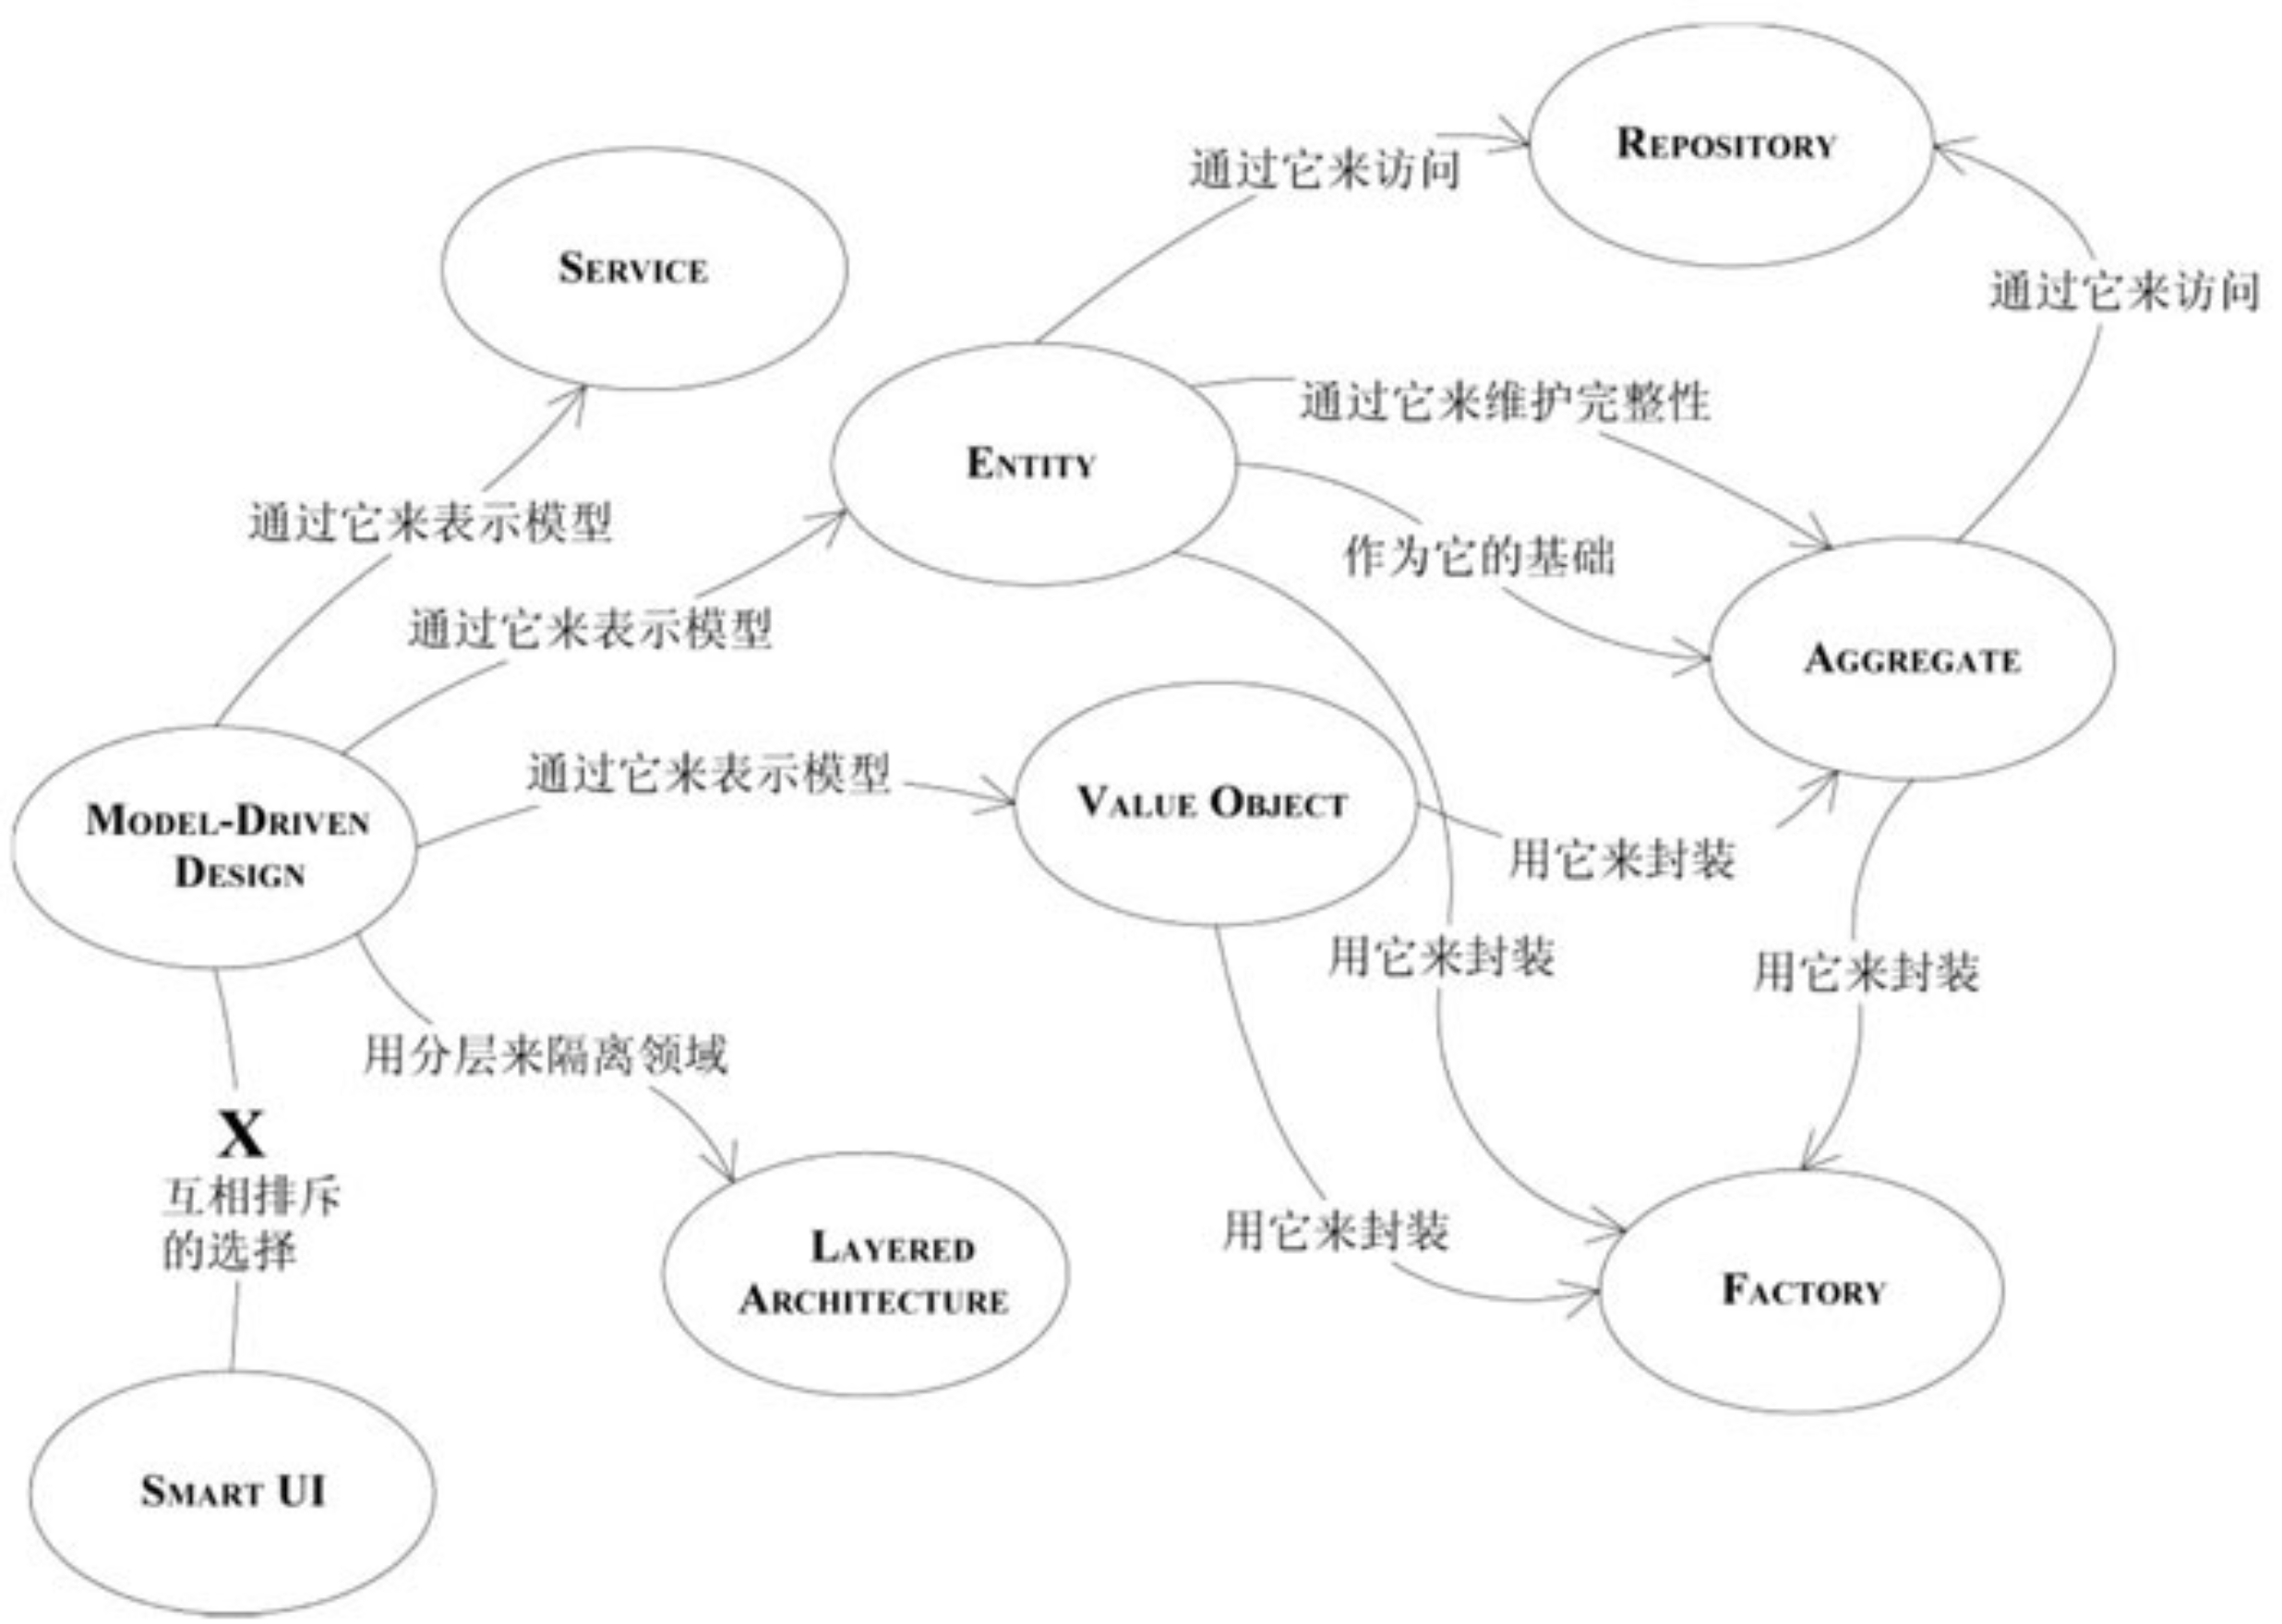 REPOSITORY
通过它来访问
SERVICE
通过它来访问
通过它来维护完整性
ENTITY
通过它来表示模型
作为它的基础
通过它来表示模型
AGGREGATE
通过它来表示模型
VALUE OBJECT
MODEL-DRIVEN
DESIGN
用它来封装
用它来封装
用它来封装
用分层来隔离领域
X
互相排斥
的选择
用它来封装
LAYERED
ARCHITECTURE
FACTORY
SMART UI